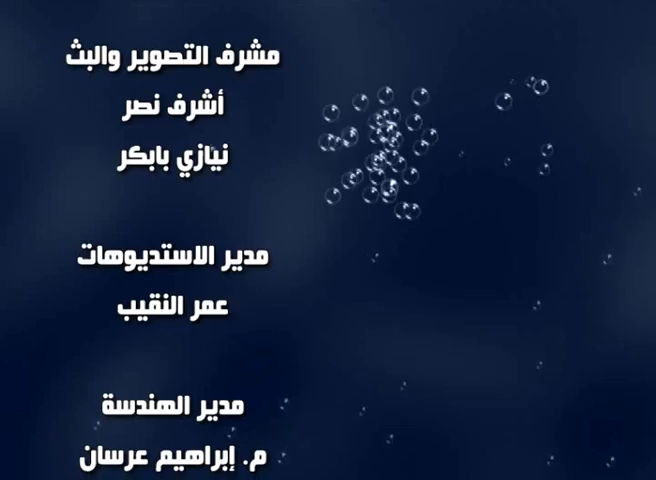 مشرف التصوير والبث
أشرف نصر
نيازي بابكر
مدير الاستديوهات
عمر النقيب
مدير الهندسة
م. إبراهيم عرسان